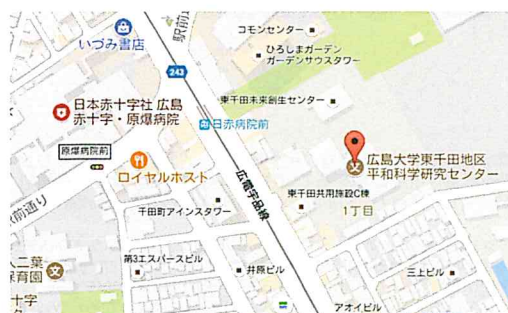 コモンセンター
いづみ書店
駅前
ひろしまガーデン
ガーデンサウスタワー
243
日本赤十字社 広島
赤十字・原爆病院
東千田未来創生センター
日赤病院前
原爆病院前
広島大学東千田地区
平和科学研究センター
ロイヤルホスト
広電宇品線
東千田共用施設C棟
駅前通り
千田町アインスタワー
1丁目
二葉
保育園
第3エスパースビル
井原ビル
三上ビル
十字
アオイビル